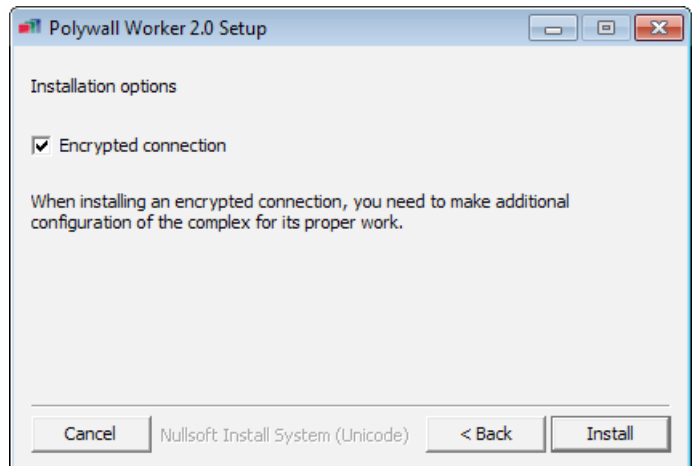 Polywall Worker 2.0 Setup
Installation options
Encrypted connection
When installing an encrypted connection, you need to make additional
configuration of the complex for its proper work.
Cancel Nullsoft Install System (Unicode) < Back Install